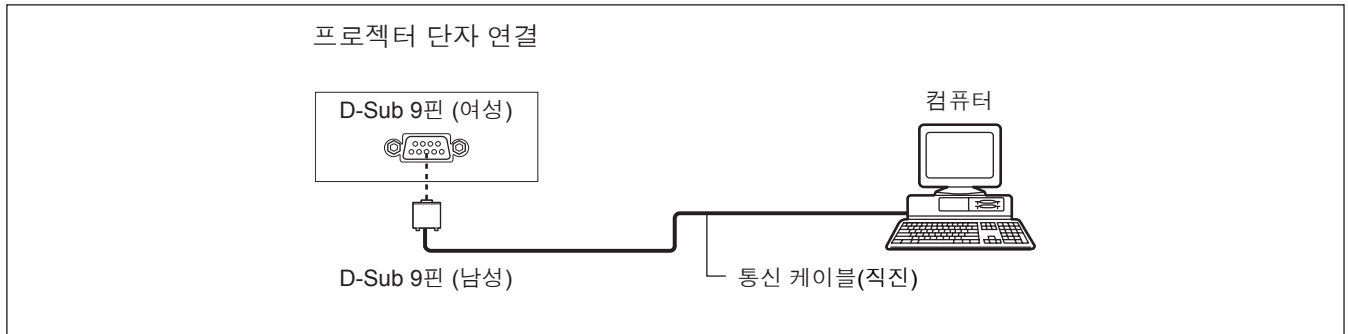 프로젝터 단자 연결
D-Sub 9핀 (여성)
컴퓨터
D-Sub 9핀 (남성)
통신 케이블(직진)